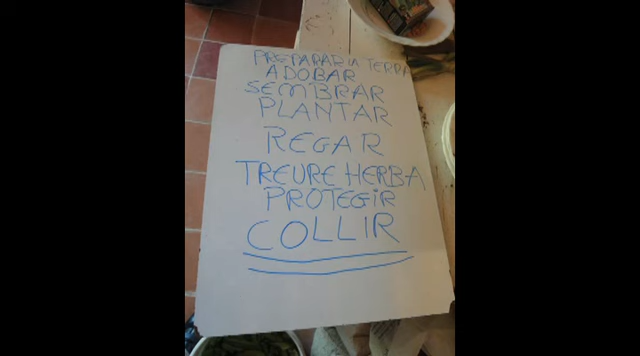 PREPARAR LA TERRA
ADOBAR
SEMBRAR
PLANTAR
REGAR
TREURE HERBA
PROTEGIR
COLLIR